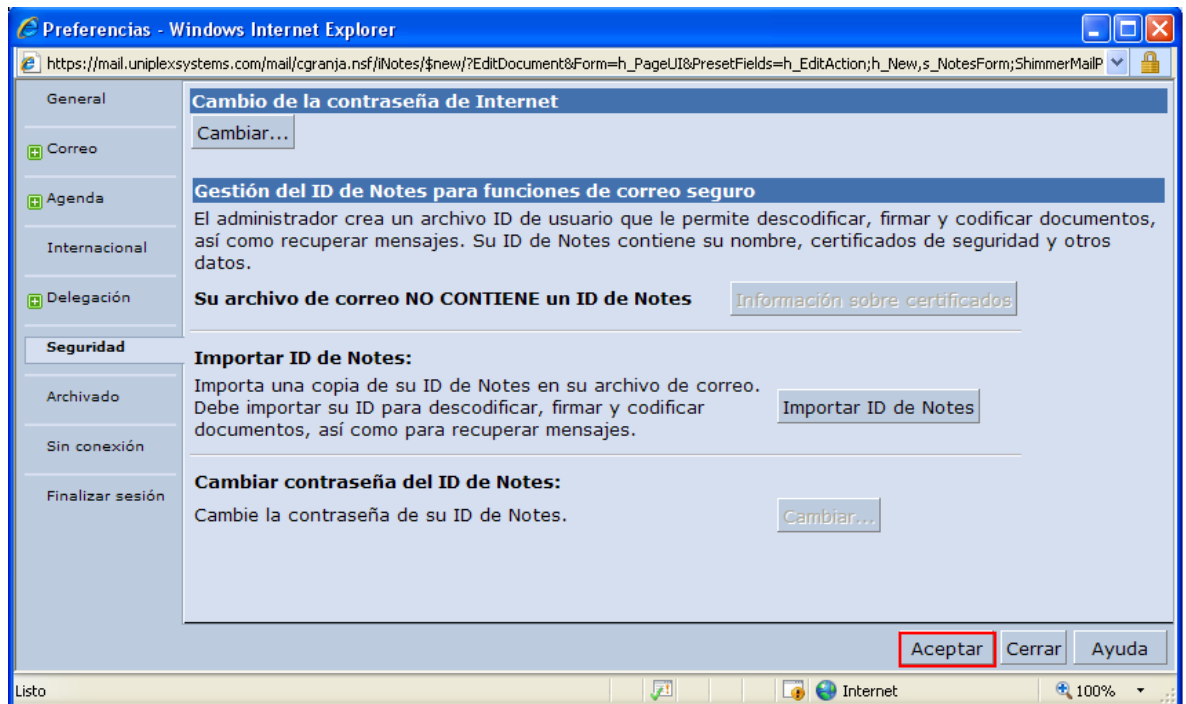 Preferencias - Windows Internet Explorer
https://mail.uniplexsystems.com/mail/cgranja.nsf/iNotes/$new/?EditDocument&Form=h_PageUI&PresetFields=h_EditAction;h_New,s_NotesForm;ShimmerMailP
General
Correo
Agenda
Internacional
Delegación
Seguridad
Archivado
Sin conexión
Finalizar sesión
Cambio de la contraseña de Internet
Cambiar...
Gestión del ID de Notes para funciones de correo seguro
El administrador crea un archivo ID de usuario que le permite descodificar, firmar y codificar documentos,
así como recuperar mensajes. Su ID de Notes contiene su nombre, certificados de seguridad y otros
datos.
Su archivo de correo NO CONTIENE un ID de Notes
Información sobre certificados
Importar ID de Notes:
Importa una copia de su ID de Notes en su archivo de correo.
Debe importar su ID para descodificar, firmar y codificar
documentos, así como para recuperar mensajes.
Importar ID de Notes
Cambiar contraseña del ID de Notes:
Cambie la contraseña de su ID de Notes.
Cambiar...
Aceptar
Cerrar
Ayuda
Listo
Internet
100%